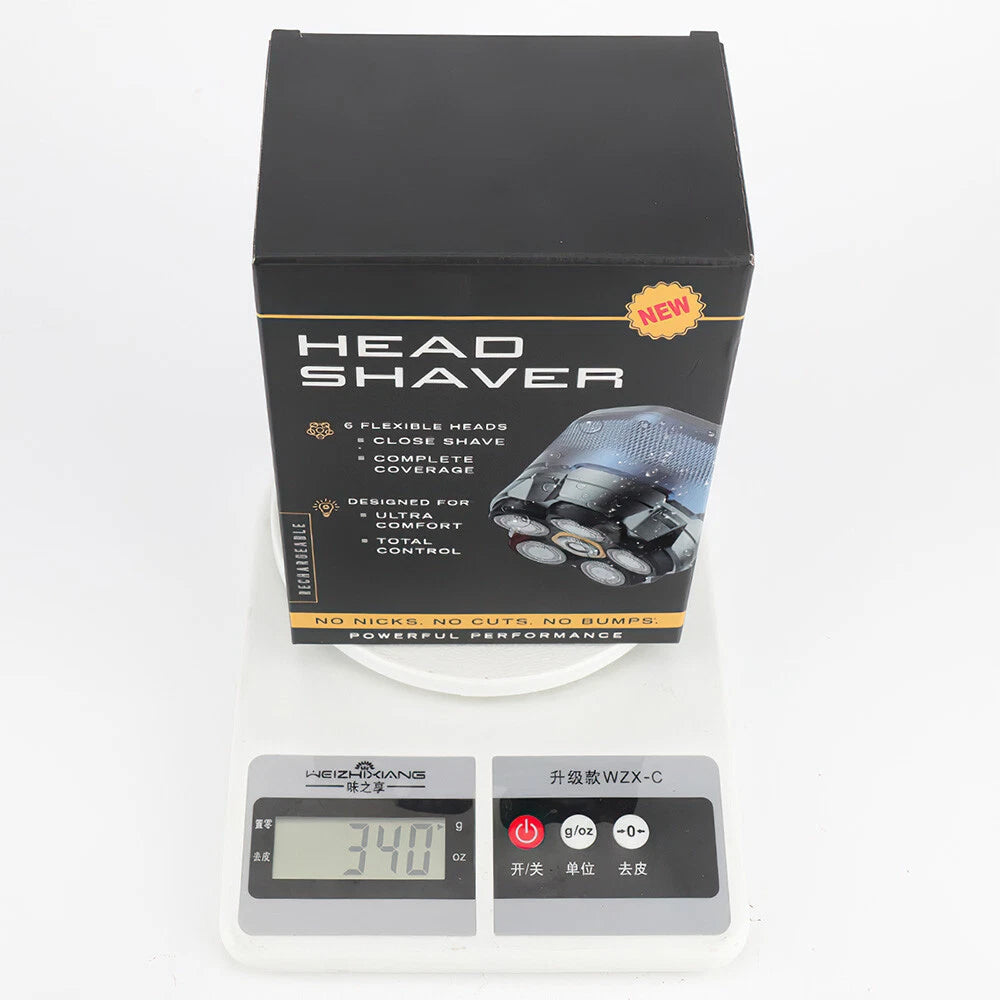 NEW
HEAD
SHAVER
6 FLEXIBLE HEADS
CLOSE SHAVE
COMPLETE
COVERAGE
DESIGNED FOR
ULTRA
COMFORT
TOTAL
CONTROL
RECHARGEABLE
NO NICKS. NO CUTS. NO BUMPS.
POWERFUL PERFORMANCE
WEIZHIXIANG
味之享
置零
去皮
340
g
oz
升级款WZX-C
g/oz
→0←
开/关
单位
去皮